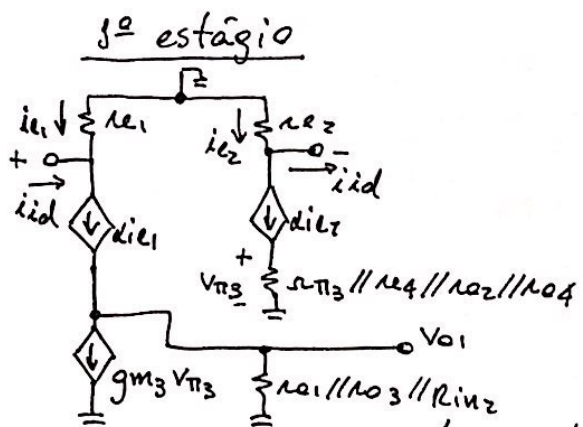 1º estágio
ie1 re1 re2
ie2
+ -
iid iid
αie1 αie2
+
vπ3 rπ3 // re4 // ro2 // ro4
-
vo1
gm3 vπ3 ro1 // ro3 // Rin2